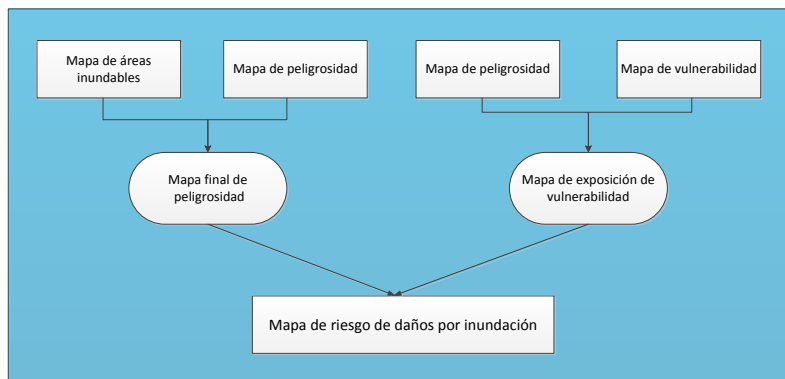 Mapa de áreas
inundables
Mapa de peligrosidad
Mapa de peligrosidad
Mapa de vulnerabilidad
Mapa final de
peligrosidad
Mapa de exposición de
vulnerabilidad
Mapa de riesgo de daños por inundación